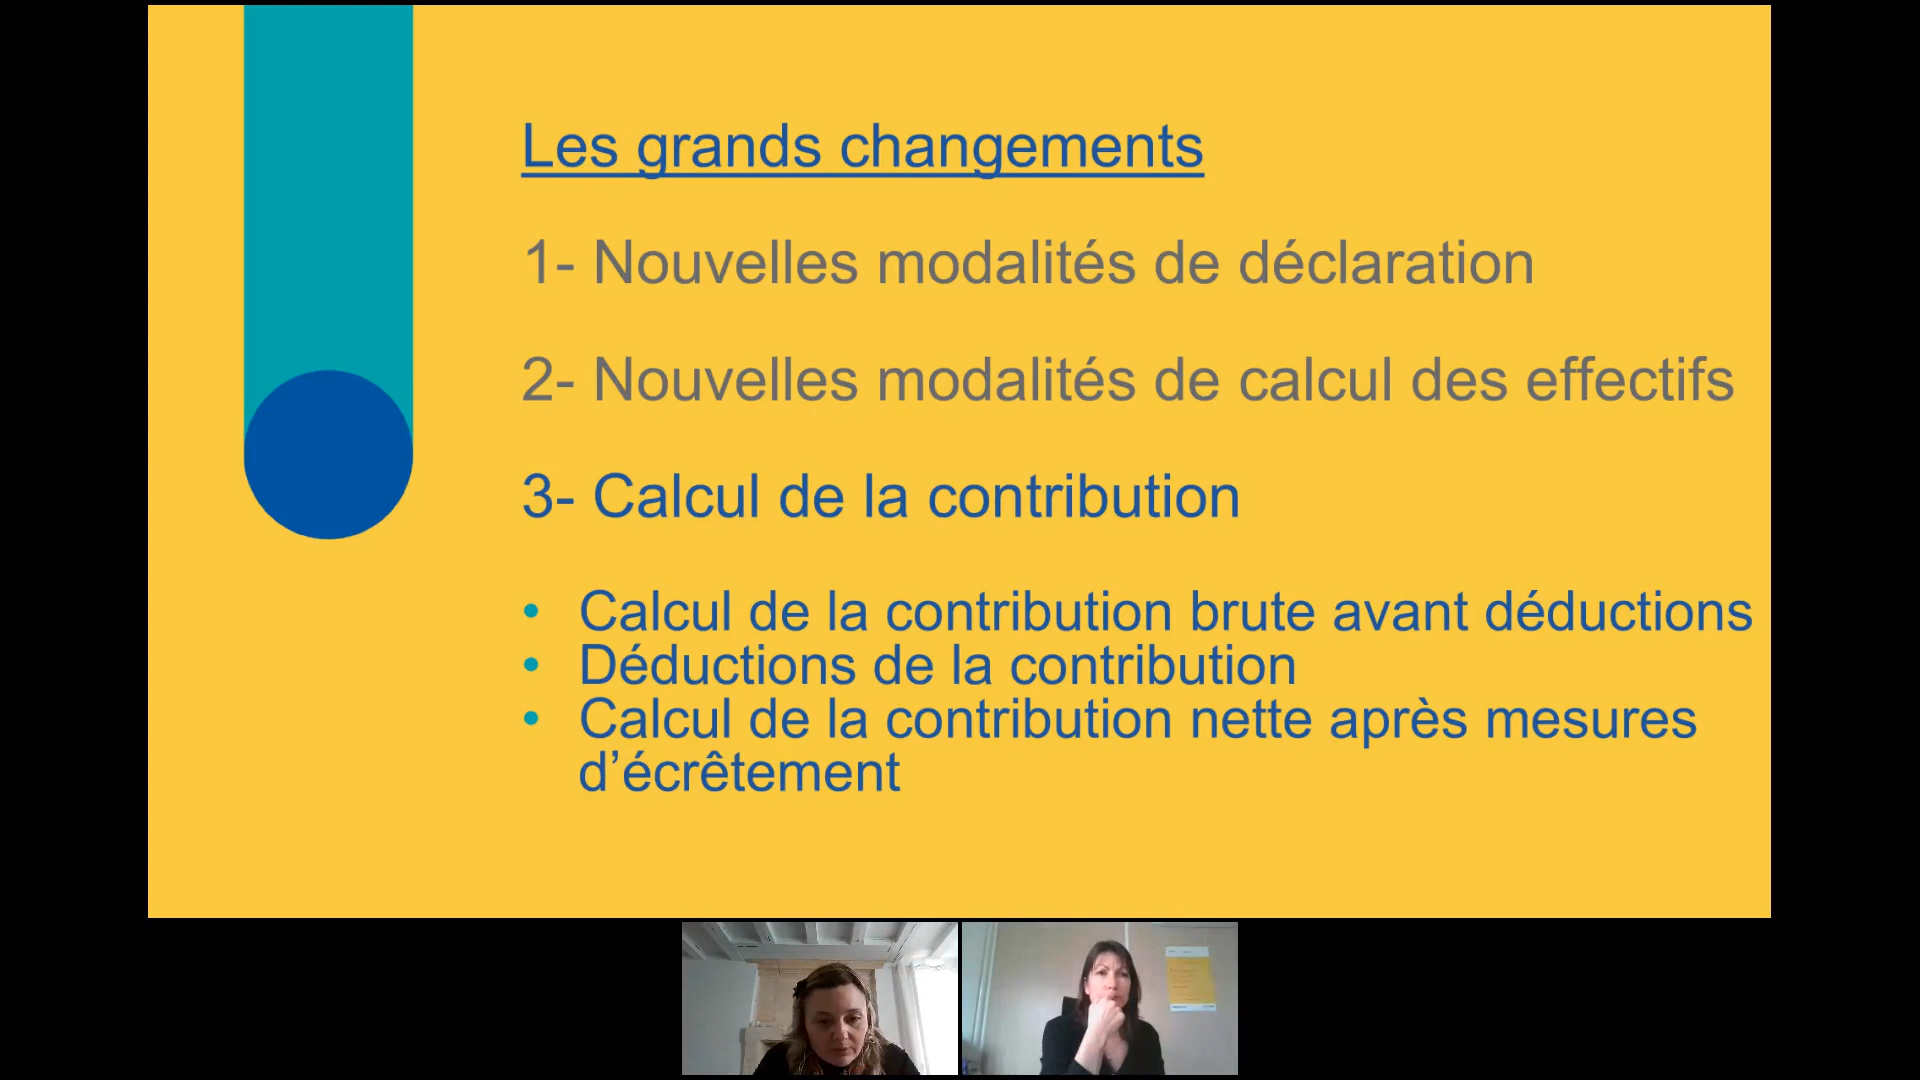 Les grands changements
1- Nouvelles modalités de déclaration
2- Nouvelles modalités de calcul des effectifs
3- Calcul de la contribution
• Calcul de la contribution brute avant déductions
• Déductions de la contribution
• Calcul de la contribution nette après mesures
d’écrêtement